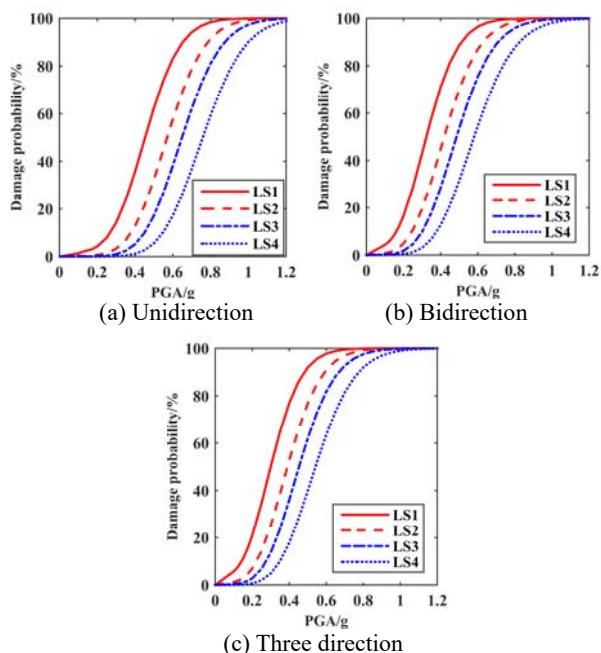 Damage probability/%
100
80
60
40
20
0
LS1
LS2
LS3
LS4
0 0.2 0.4 0.6 0.8 1 1.2
PGA/g
(a) Unidirection
Damage probability/%
100
80
60
40
20
0
LS1
LS2
LS3
LS4
0 0.2 0.4 0.6 0.8 1 1.2
PGA/g
(b) Bidirection
Damage probability/%
100
80
60
40
20
0
LS1
LS2
LS3
LS4
0 0.2 0.4 0.6 0.8 1 1.2
PGA/g
(c) Three direction